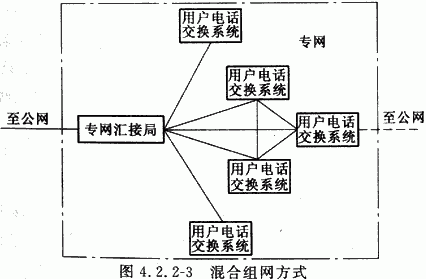 用户电话
交换系统
专网
用户电话
交换系统
至公网
专网汇接局
用户电话
交换系统
至公网
用户电话
交换系统
用户电话
交换系统
图 4.2.2-3 混合组网方式